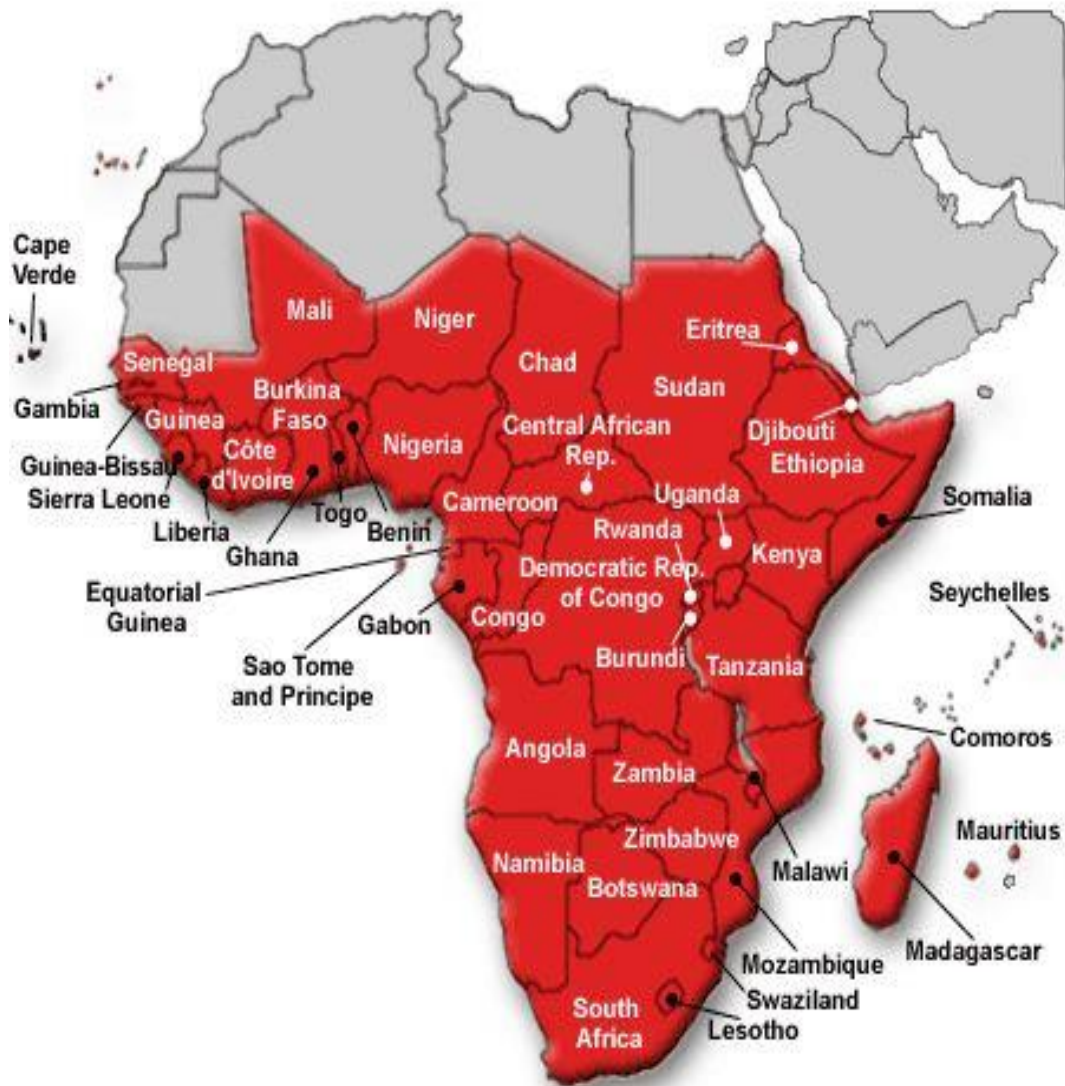 Cape
Verde
Mali
Niger
Chad
Eritrea
Sudan
Senegal
Gambia
Guinea
Burkina
Faso
Nigeria
Central African
Rep.
Djibouti
Ethiopia
Côte
d'Ivoire
Guinea-Bissau
Sierra Leone
Liberia
Ghana
Togo
Benin
Cameroon
Uganda
Somalia
Rwanda
Kenya
Democratic Rep.
of Congo
Equatorial
Guinea
Gabon
Congo
Seychelles
Sao Tome
and Principe
Burundi
Tanzania
Angola
Zambia
Comoros
Zimbabwe
Mauritius
Namibia
Botswana
Malawi
Madagascar
Mozambique
Swaziland
Lesotho
South
Africa